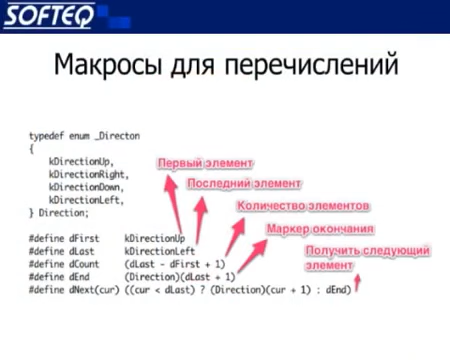 SOFTEQ
Макросы для перечислений
typedef enum _Directon
{
kDirectionUp,
kDirectionRight,
kDirectionDown,
kDirectionLeft,
} Direction;
Первый элемент
Последний элемент
Количество элементов
Маркер окончания
Получить следующий
элемент
#define dFirst kDirectionUp
#define dLast kDirectionLeft
#define dCount (dLast - dFirst + 1)
#define dEnd (Direction)(dLast + 1)
#define dNext(cur) ((cur < dLast) ? (Direction)(cur + 1) : dEnd)